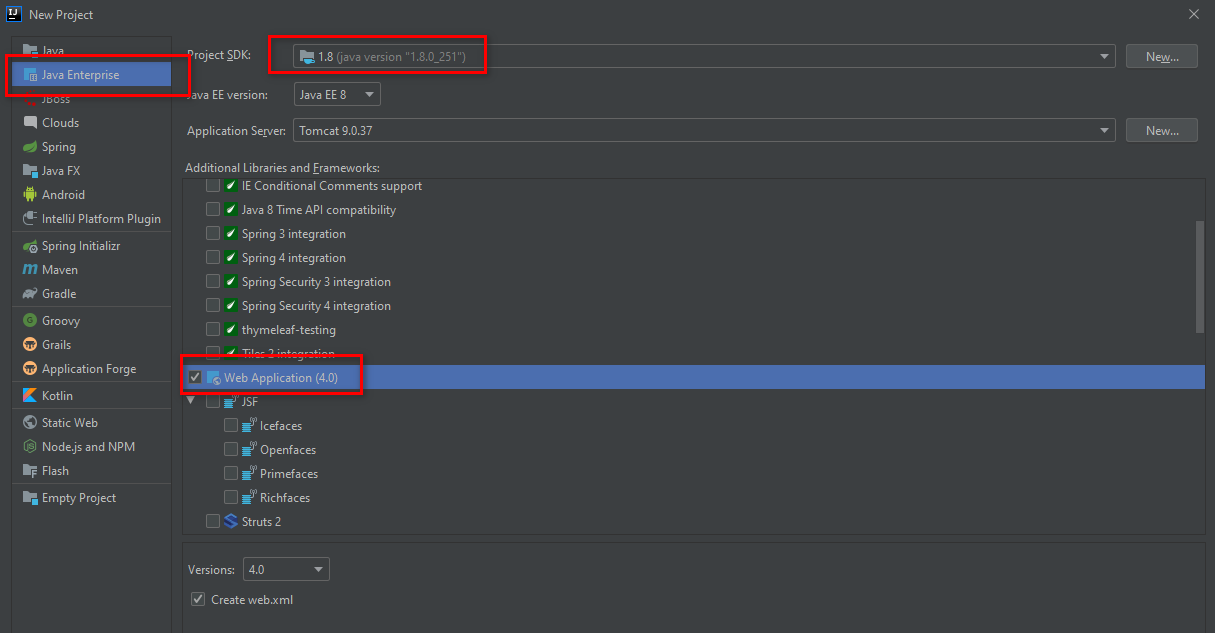 New Project
Java
Java Enterprise
JBoss
Clouds
Spring
Java FX
Android
IntelliJ Platform Plugin
Spring Initializr
Maven
Gradle
Groovy
Grails
Application Forge
Kotlin
Static Web
Node.js and NPM
Flash
Empty Project
Project SDK: 1.8 (java version "1.8.0_251") New...
Java EE version: Java EE 8
Application Server: Tomcat 9.0.37 New...
Additional Libraries and Frameworks:
IE Conditional Comments support
Java 8 Time API compatibility
Spring 3 integration
Spring 4 integration
Spring Security 3 integration
Spring Security 4 integration
thymeleaf-testing
Tiles 2 integration
Web Application (4.0)
JSF
Icefaces
Openfaces
Primefaces
Richfaces
Struts 2
Versions: 4.0
Create web.xml